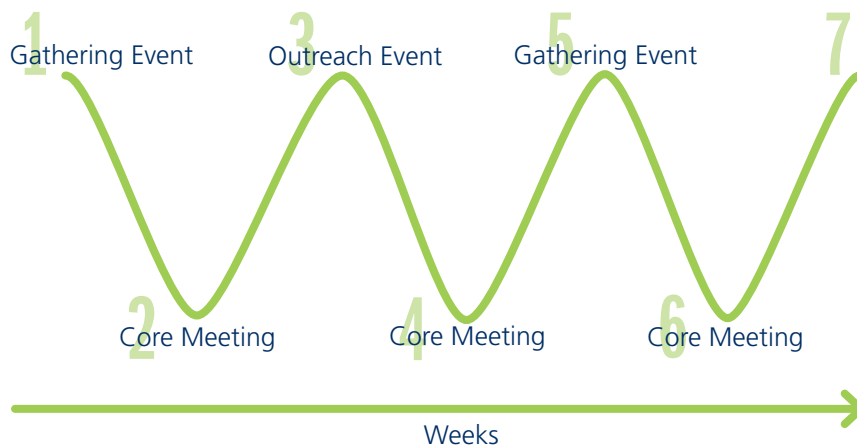 1 3 5 7
Gathering Event Outreach Event Gathering Event
2 4 6
Core Meeting Core Meeting Core Meeting
Weeks